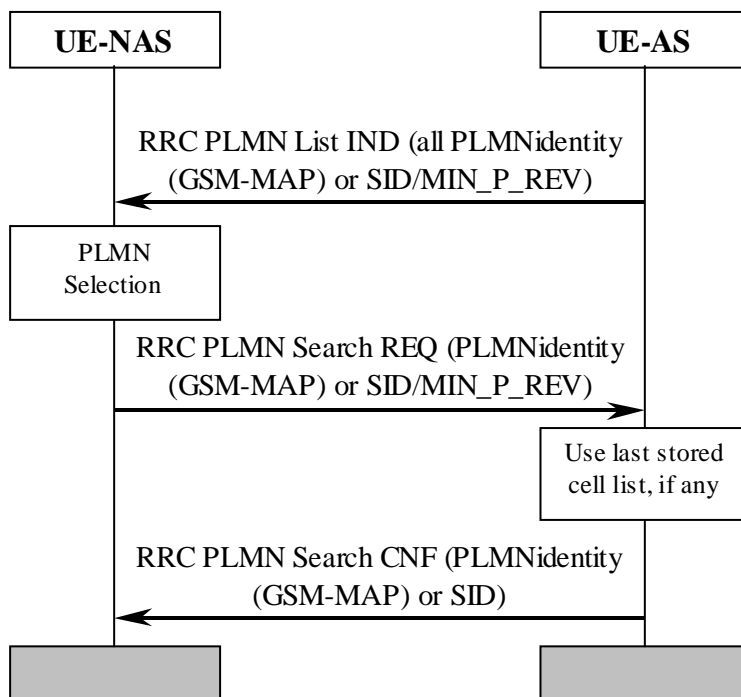 UE-NAS
UE-AS
RRC PLMN List IND (all PLMNidentity
(GSM-MAP) or SID/MIN_P_REV)
PLMN
Selection
RRC PLMN Search REQ (PLMNidentity
(GSM-MAP) or SID/MIN_P_REV)
Use last stored
cell list, if any
RRC PLMN Search CNF (PLMNidentity
(GSM-MAP) or SID)